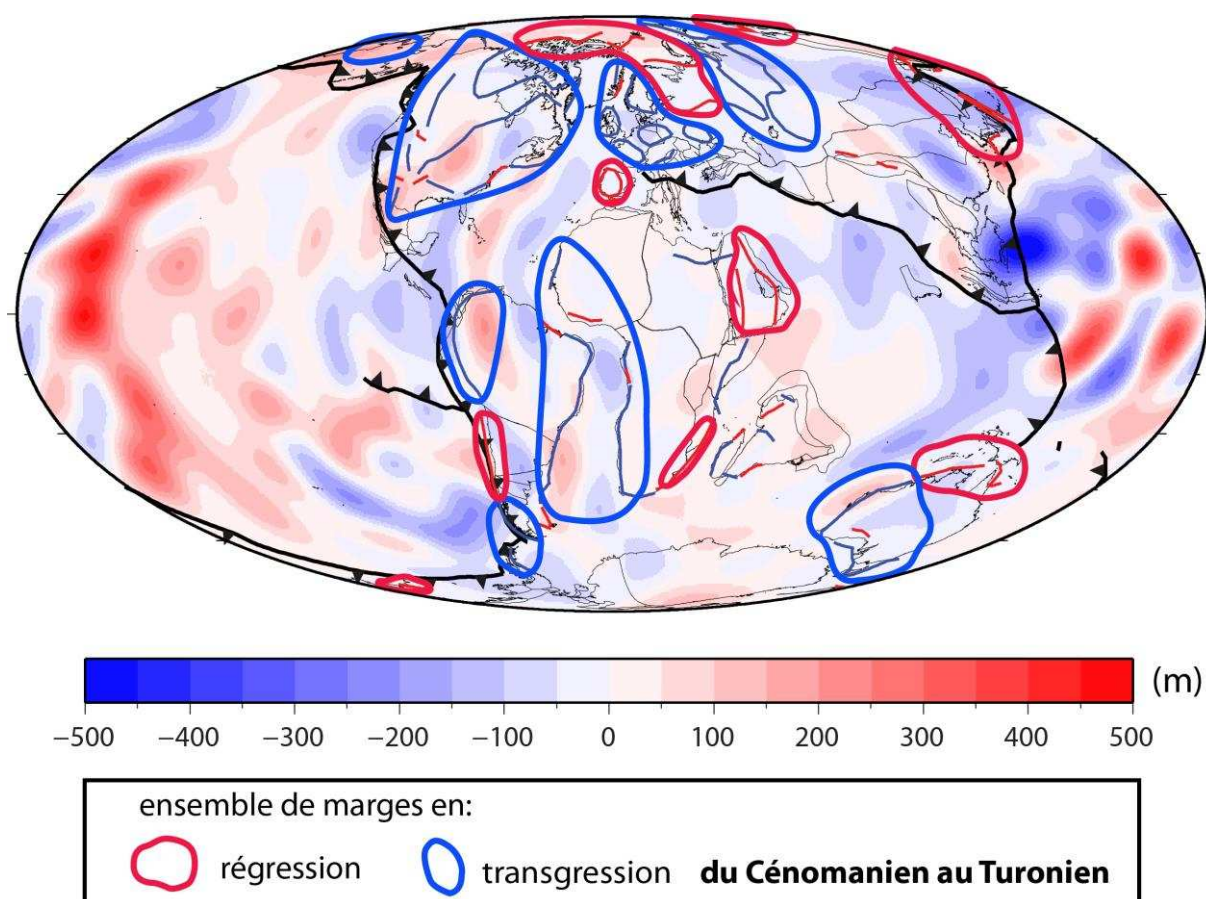 (m)
−500 −400 −300 −200 −100 0 100 200 300 400 500
ensemble de marges en:
régression transgression du Cénomanien au Turonien